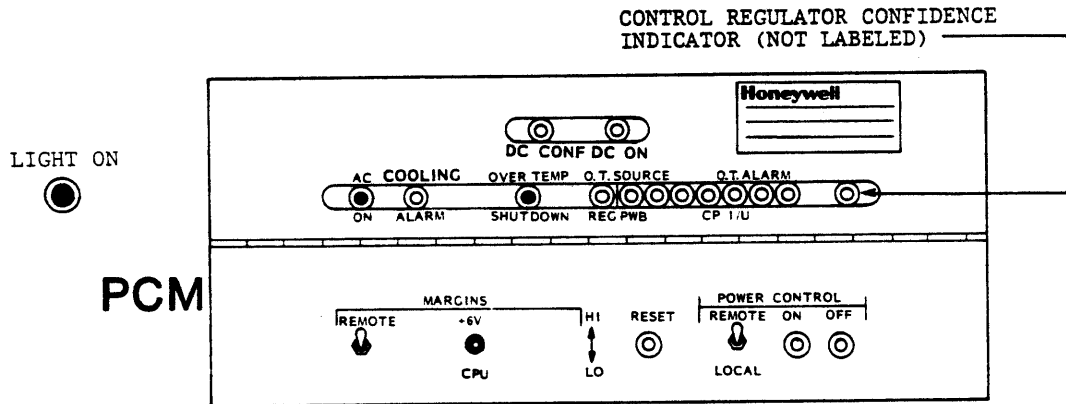 CONTROL REGULATOR CONFIDENCE
INDICATOR (NOT LABELED)
Honeywell
LIGHT ON
DC CONF DC ON
AC COOLING OVER TEMP O.T. SOURCE O.T. ALARM
ON ALARM SHUTDOWN REG PWB CP I/U
PCM
MARGINS
POWER CONTROL
REMOTE +6V HI RESET REMOTE ON OFF
CPU LO LOCAL